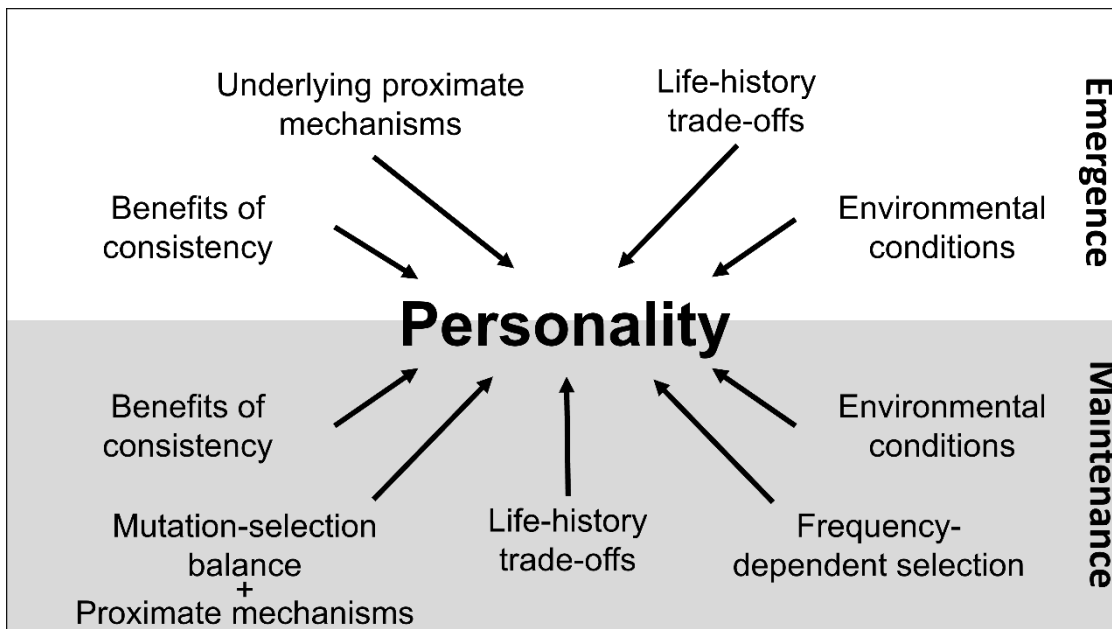 Underlying proximate
mechanisms
Life-history
trade-offs
Emergence
Benefits of
consistency
Environmental
conditions
Personality
Benefits of
consistency
Environmental
conditions
Maintenance
Mutation-selection
balance
+
Proximate mechanisms
Life-history
trade-offs
Frequency-
dependent selection